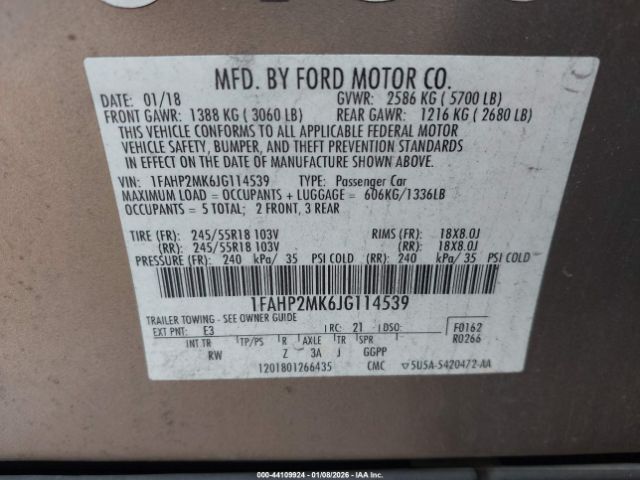 MFD. BY FORD MOTOR CO.
DATE: 01/18 GVWR: 2586 KG ( 5700 LB)
FRONT GAWR: 1388 KG ( 3060 LB) REAR GAWR: 1216 KG ( 2680 LB)
THIS VEHICLE CONFORMS TO ALL APPLICABLE FEDERAL MOTOR
VEHICLE SAFETY, BUMPER, AND THEFT PREVENTION STANDARDS
IN EFFECT ON THE DATE OF MANUFACTURE SHOWN ABOVE.
VIN: 1FAHP2MK6JG114539 TYPE: Passenger Car
MAXIMUM LOAD = OCCUPANTS + LUGGAGE = 606KG/1336LB
OCCUPANTS = 5 TOTAL; 2 FRONT, 3 REAR
TIRE (FR): 245/55R18 103V RIMS (FR): 18X8.0J
(RR): 245/55R18 103V (RR): 18X8.0J
PRESSURE (FR): 240 kPa/ 35 PSI COLD (RR): 240 kPa/ 35 PSI COLD
1FAHP2MK6JG114539
TRAILER TOWING - SEE OWNER GUIDE
EXT PNT: E3 RC: 21 DSO: F0162
INT TR TP/PS R AXLE TR SPR R0266
RW Z 3A J GGPP
1201801266435 CMC 5U5A-5420472-AA
000-44109924 | 01/08/2026 - COPYRIGHT IAA, LLC.